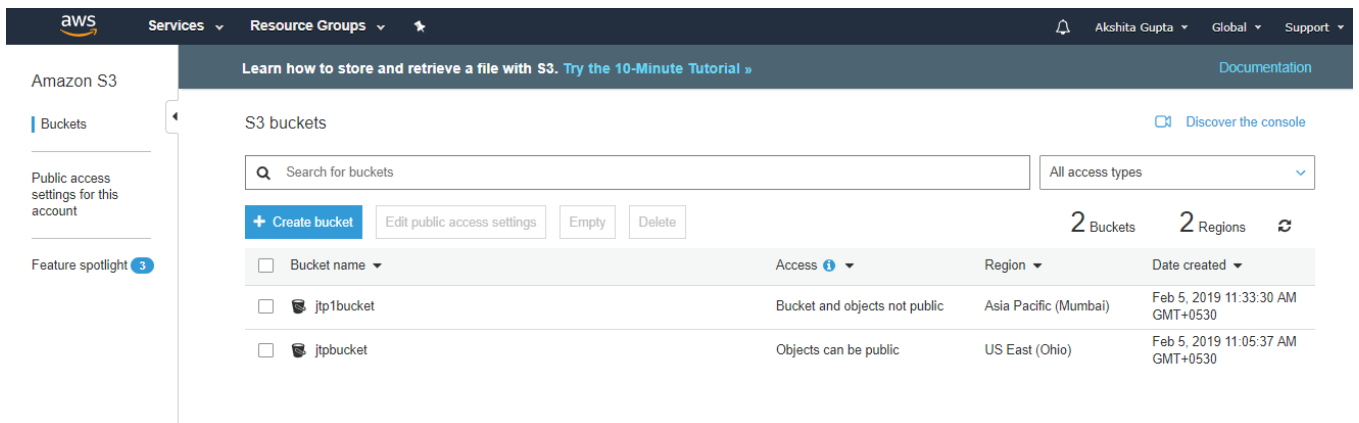 aws Services Resource Groups Akshita Gupta Global Support
Amazon S3
Buckets
Public access
settings for this
account
Feature spotlight 3
Learn how to store and retrieve a file with S3. Try the 10-Minute Tutorial » Documentation
S3 buckets Discover the console
Search for buckets All access types
+ Create bucket Edit public access settings Empty Delete 2 Buckets 2 Regions
Bucket name Access i Region Date created
jtp1bucket Bucket and objects not public Asia Pacific (Mumbai) Feb 5, 2019 11:33:30 AM
GMT+0530
jtpbucket Objects can be public US East (Ohio) Feb 5, 2019 11:05:37 AM
GMT+0530